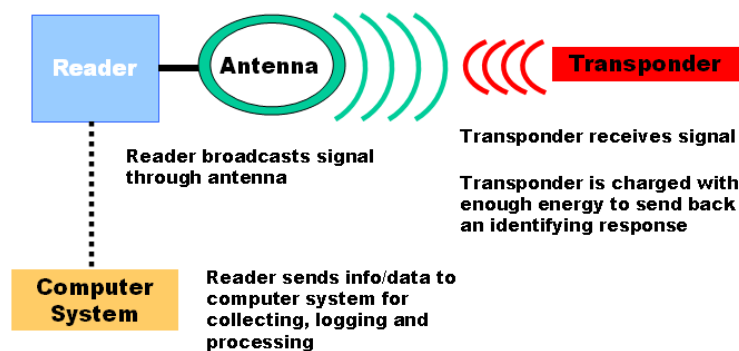 Reader
Antenna
Transponder
Reader broadcasts signal
through antenna
Transponder receives signal
Transponder is charged with
enough energy to send back
an identifying response
Computer
System
Reader sends info/data to
computer system for
collecting, logging and
processing